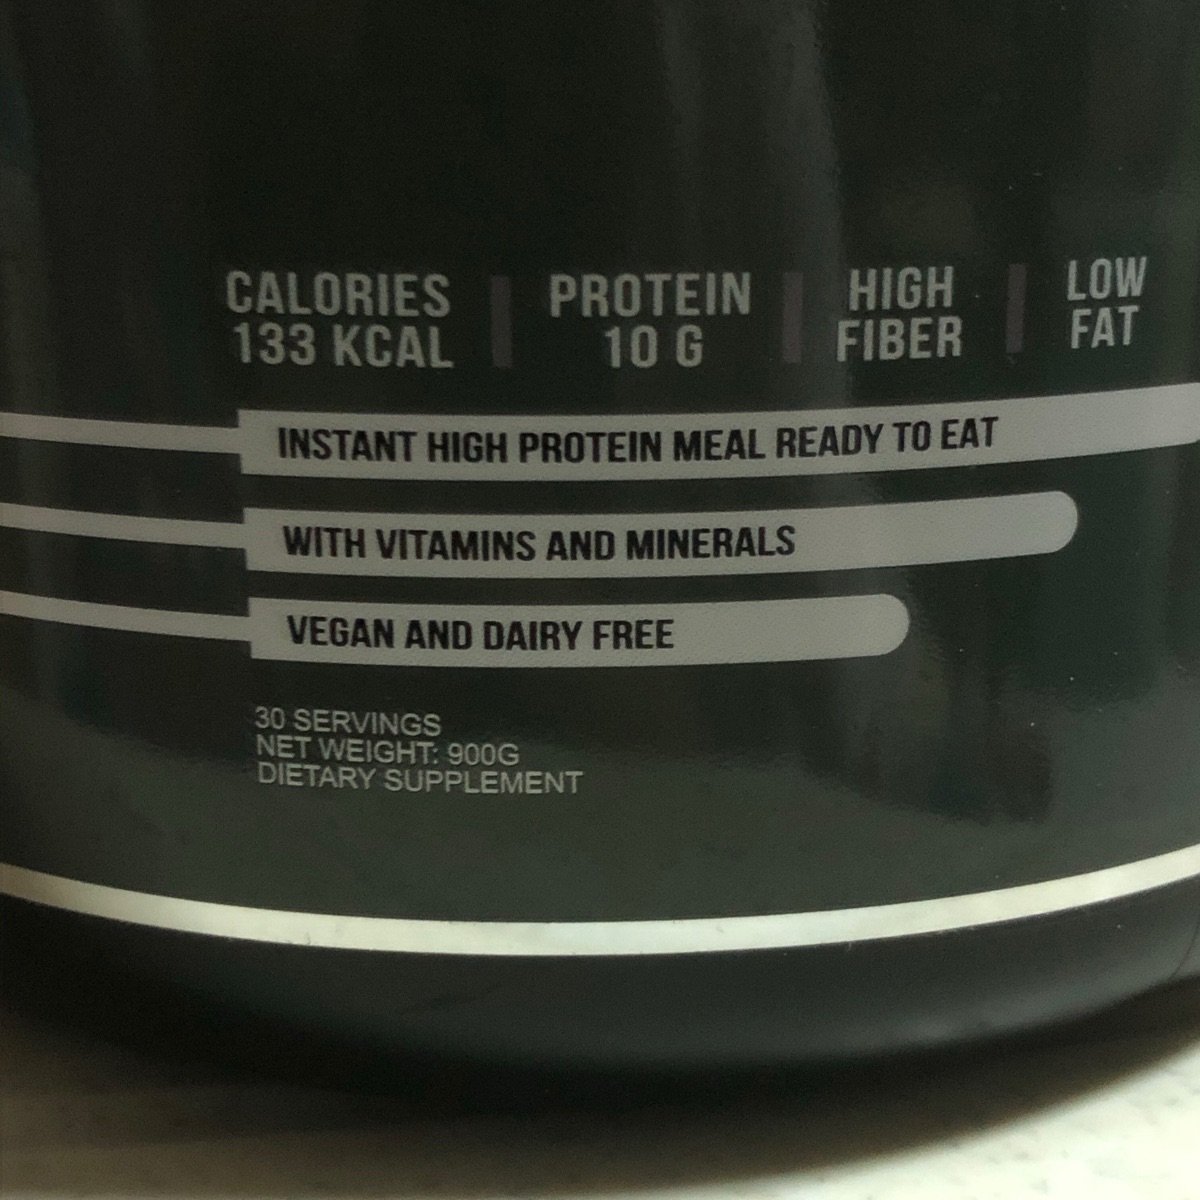 CALORIES
133 KCAL
PROTEIN
10 G
HIGH
FIBER
LOW
FAT
INSTANT HIGH PROTEIN MEAL READY TO EAT
WITH VITAMINS AND MINERALS
VEGAN AND DAIRY FREE
30 SERVINGS
NET WEIGHT: 900G
DIETARY SUPPLEMENT